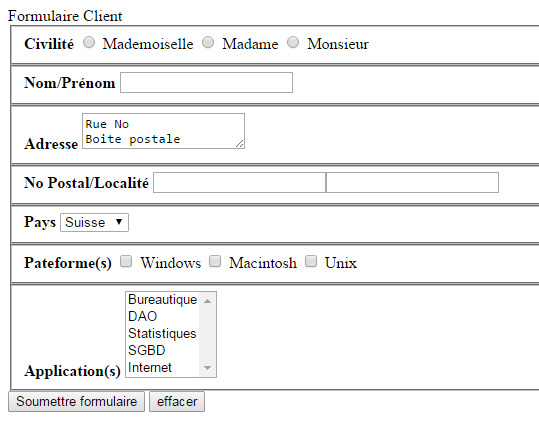 Formulaire Client
Civilité Mademoiselle Madame Monsieur
Nom/Prénom
Rue No
Boite postale
Adresse
No Postal/Localité
Pays Suisse
Pateforme(s) Windows Macintosh Unix
Bureautique
DAO
Statistiques
SGBD
Internet
Application(s)
Soumettre formulaire effacer